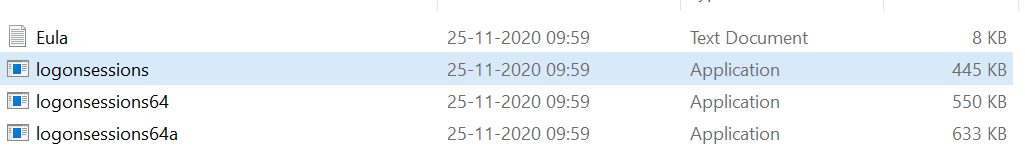 Eula 25-11-2020 09:59 Text Document 8 KB
logonsessions 25-11-2020 09:59 Application 445 KB
logonsessions64 25-11-2020 09:59 Application 550 KB
logonsessions64a 25-11-2020 09:59 Application 633 KB